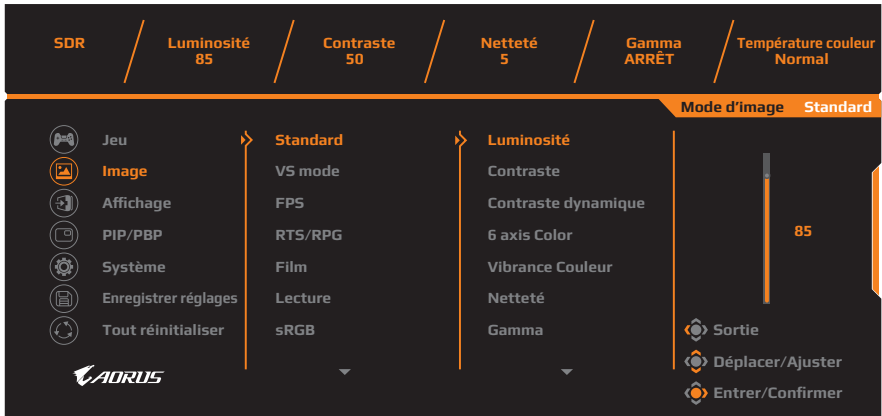 SDR
Luminosité
85
Contraste
50
Netteté
5
Gamma
ARRÊT
Température couleur
Normal
Mode d’image Standard
Jeu
Image
Affichage
PIP/PBP
Système
Enregistrer réglages
Tout réinitialiser
Standard
VS mode
FPS
RTS/RPG
Film
Lecture
sRGB
Luminosité
Contraste
Contraste dynamique
6 axis Color
Vibrance Couleur
Netteté
Gamma
85
Sortie
Déplacer/Ajuster
Entrer/Confirmer
AORUS